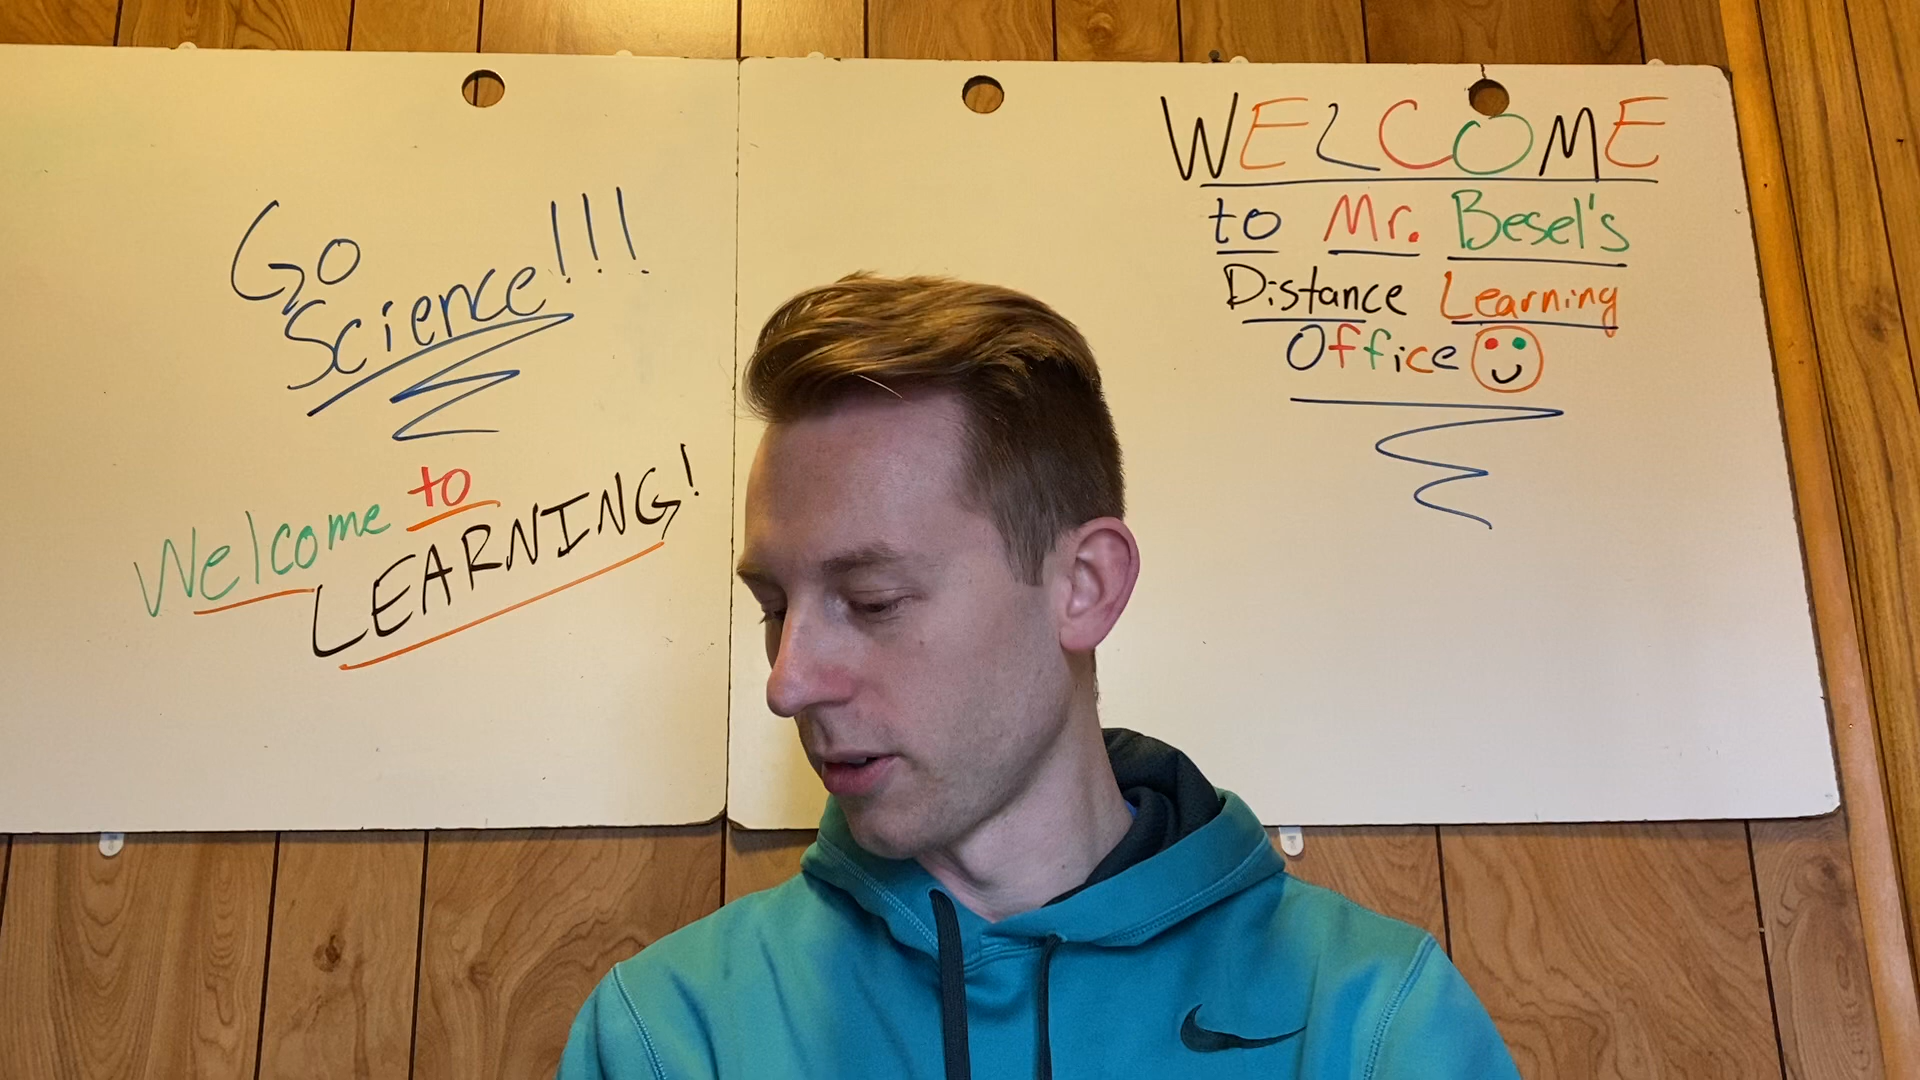 Go
Science!!!
Welcome to
LEARNING!
WELCOME
to Mr. Besel's
Distance Learning
Office